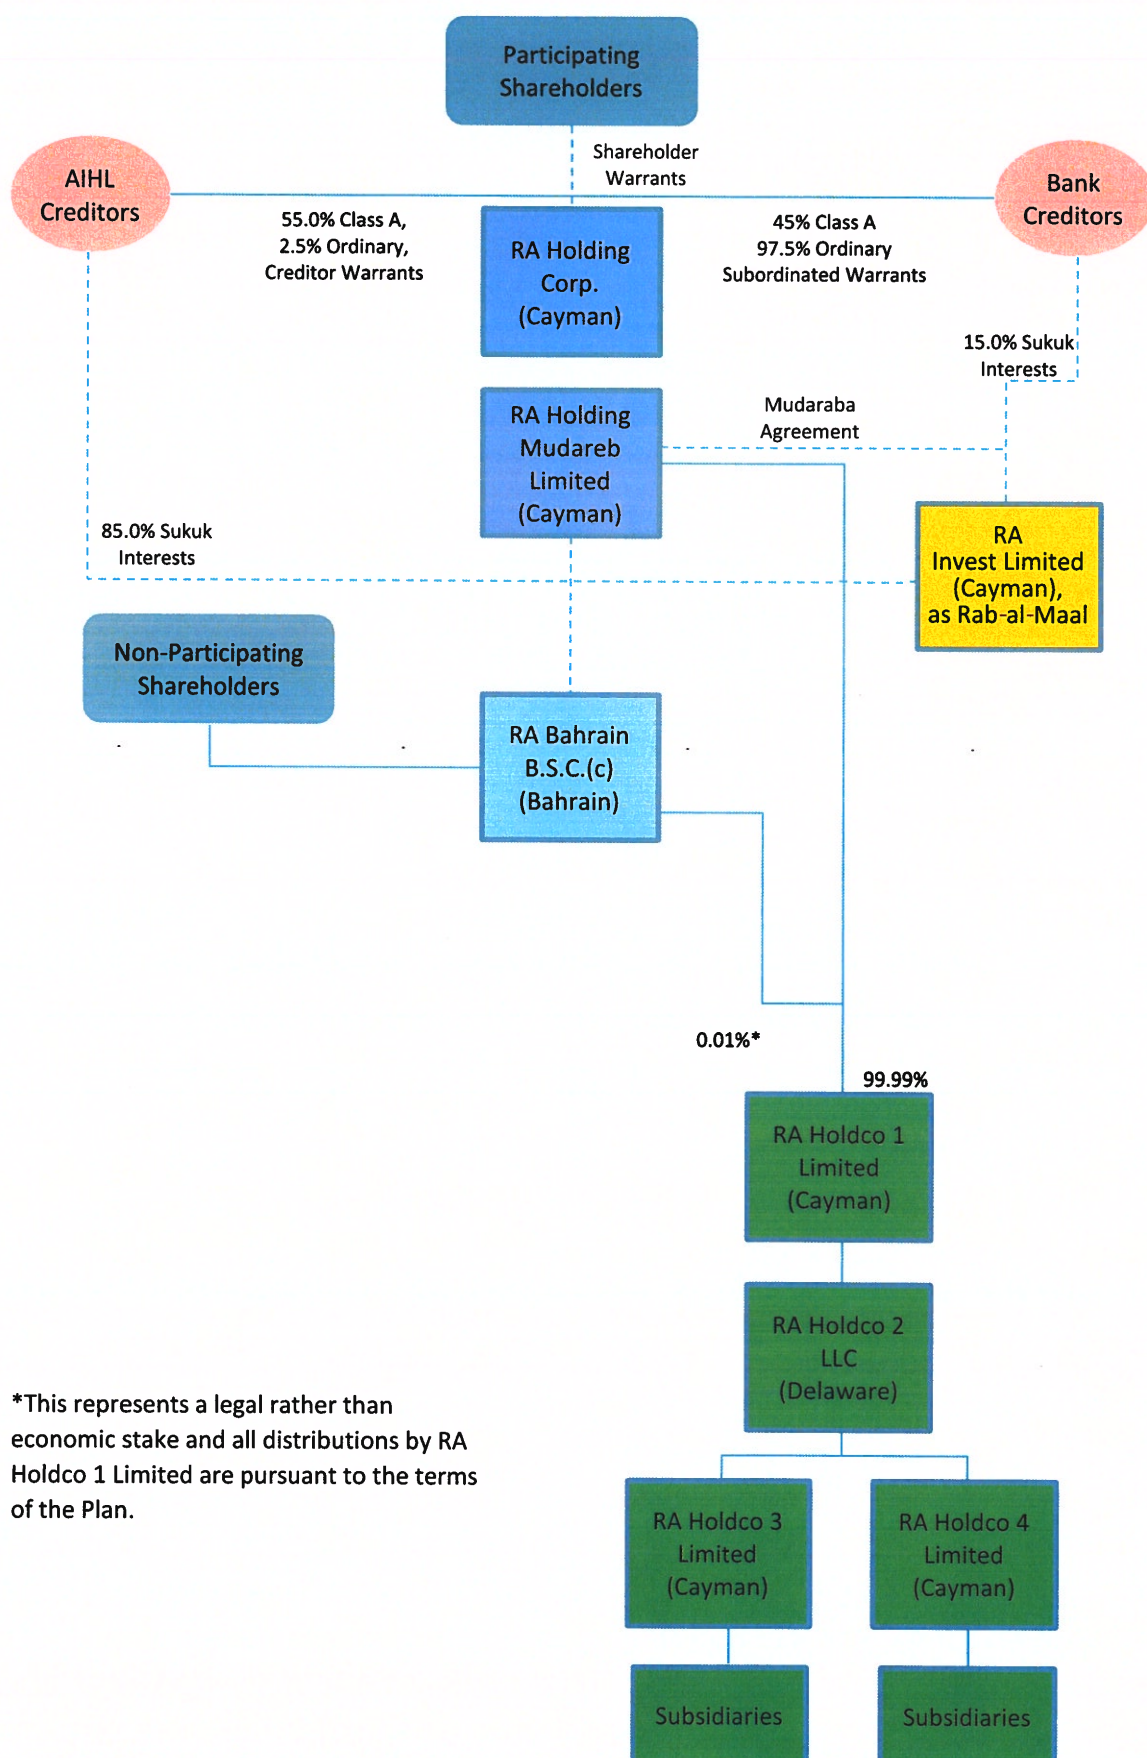 Participating
Shareholders
Shareholder
Warrants
AIHL
Creditors
Bank
Creditors
55.0% Class A,
2.5% Ordinary,
Creditor Warrants
RA Holding
Corp.
(Cayman)
45% Class A
97.5% Ordinary
Subordinated Warrants
15.0% Sukuk
Interests
RA Holding
Mudareb
Limited
(Cayman)
Mudaraba
Agreement
85.0% Sukuk
Interests
RA
Invest Limited
(Cayman),
as Rab-al-Maal
Non-Participating
Shareholders
RA Bahrain
B.S.C.(c)
(Bahrain)
0.01%*
99.99%
RA Holdco 1
Limited
(Cayman)
RA Holdco 2
LLC
(Delaware)
*This represents a legal rather than
economic stake and all distributions by RA
Holdco 1 Limited are pursuant to the terms
of the Plan.
RA Holdco 3
Limited
(Cayman)
RA Holdco 4
Limited
(Cayman)
Subsidiaries
Subsidiaries